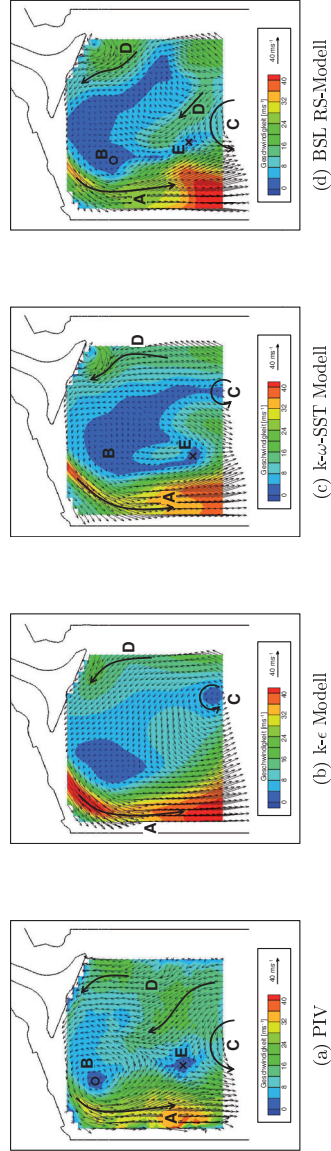 A
B
C
D
E
Geschwindigkeit [ms⁻¹]
0 8 16 24 32 40
40 ms⁻¹
(a) PIV
A
C
D
Geschwindigkeit [ms⁻¹]
0 8 16 24 32 40
40 ms⁻¹
(b) k-ϵ Modell
A
B
C
D
E
Geschwindigkeit [ms⁻¹]
0 8 16 24 32 40
40 ms⁻¹
(c) k-ω-SST Modell
A
B
C
D
D
E
Geschwindigkeit [ms⁻¹]
0 8 16 24 32 40
40 ms⁻¹
(d) BSL RS-Modell